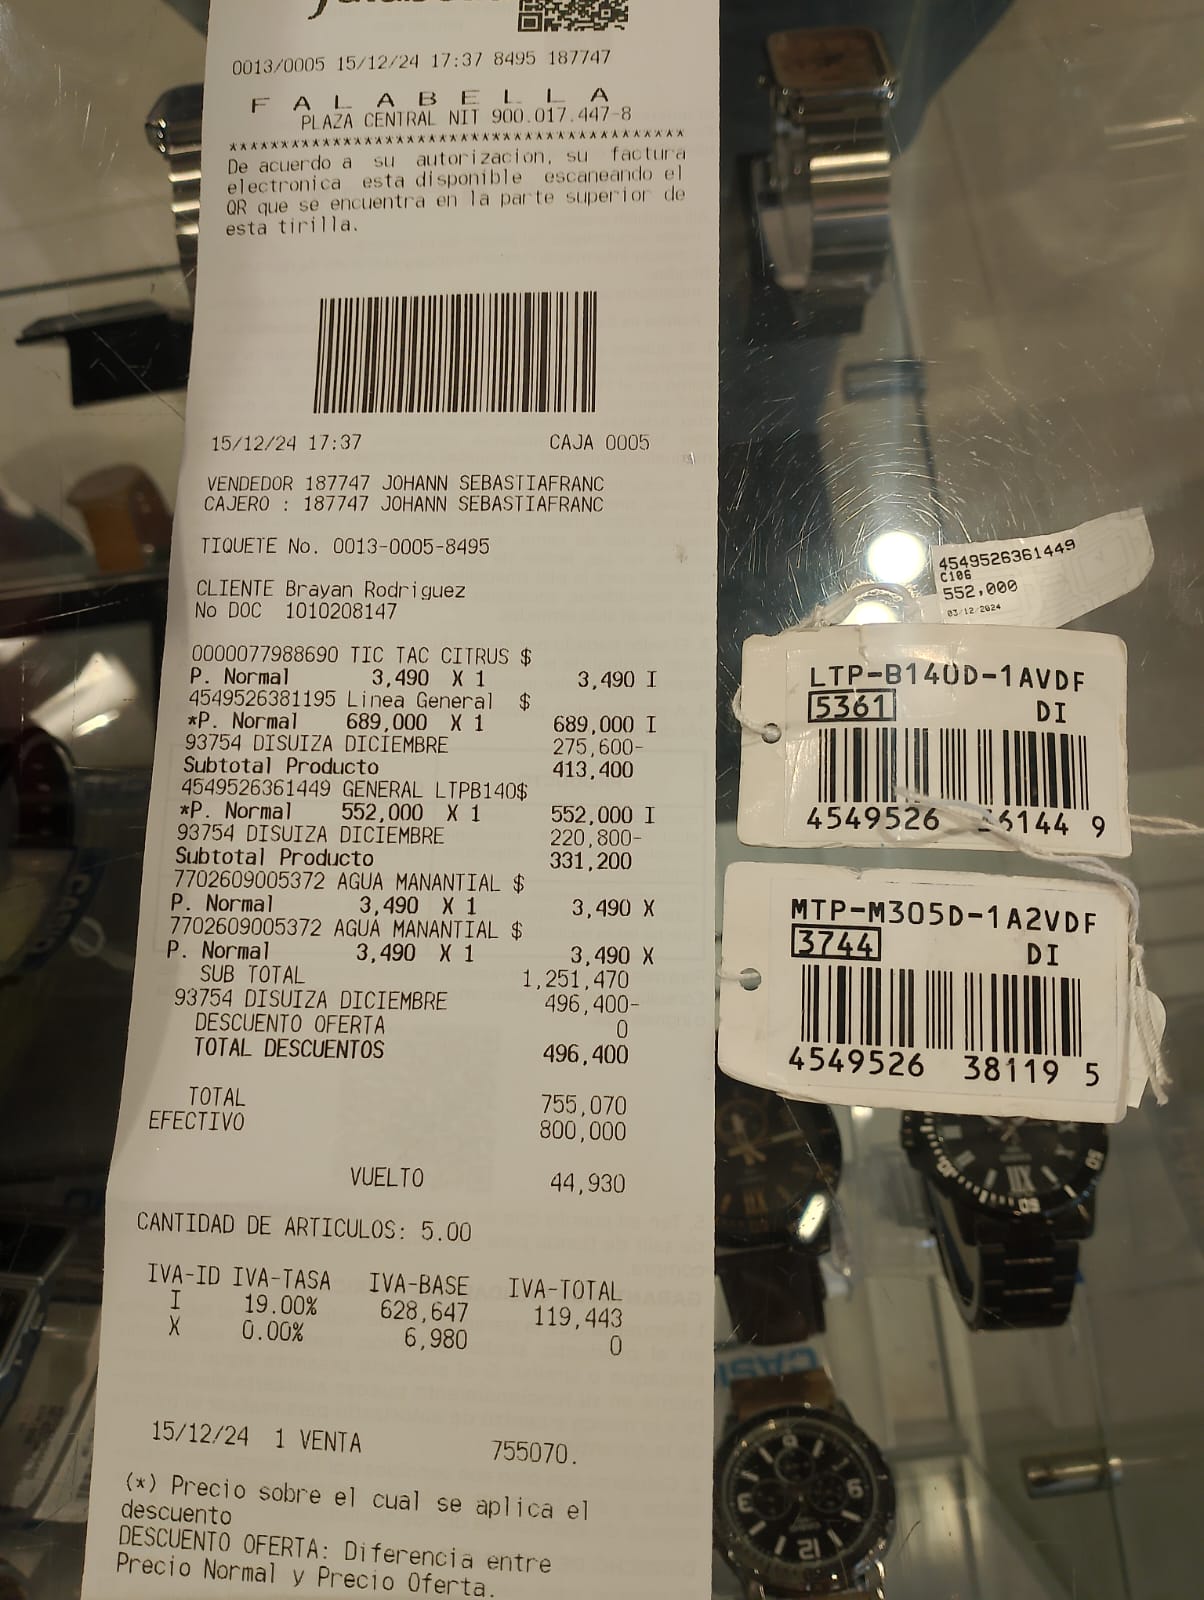 0013/0005 15/12/24 17:37 8495 187747
F A L A B E L L A
PLAZA CENTRAL NIT 900.017.447-8
****************************************
De acuerdo a su autorizacion, su factura
electronica esta disponible escaneando el
QR que se encuentra en la parte superior de
esta tirilla.
15/12/24 17:37 CAJA 0005
VENDEDOR 187747 JOHANN SEBASTIAFRANC
CAJERO : 187747 JOHANN SEBASTIAFRANC
TIQUETE No. 0013-0005-8495
CLIENTE Brayan Rodriguez
No DOC 1010208147
0000077988690 TIC TAC CITRUS $
P. Normal 3,490 X 1 3,490 I
4549526381195 Linea General $
*P. Normal 689,000 X 1 689,000 I
93754 DISUIZA DICIEMBRE 275,600-
Subtotal Producto 413,400
4549526361449 GENERAL LTPB140$
*P. Normal 552,000 X 1 552,000 I
93754 DISUIZA DICIEMBRE 220,800-
Subtotal Producto 331,200
7702609005372 AGUA MANANTIAL $
P. Normal 3,490 X 1 3,490 X
7702609005372 AGUA MANANTIAL $
P. Normal 3,490 X 1 3,490 X
SUB TOTAL 1,251,470
93754 DISUIZA DICIEMBRE 496,400-
DESCUENTO OFERTA 0
TOTAL DESCUENTOS 496,400
TOTAL 755,070
EFECTIVO 800,000
VUELTO 44,930
CANTIDAD DE ARTICULOS: 5.00
IVA-ID IVA-TASA IVA-BASE IVA-TOTAL
I 19.00% 628,647 119,443
X 0.00% 6,980 0
15/12/24 1 VENTA 755070.
(*) Precio sobre el cual se aplica el
descuento
DESCUENTO OFERTA: Diferencia entre
Precio Normal y Precio Oferta.
4549526361449
C106
552,000
03/12/2024
LTP-B140D-1AVDF
5361 DI
4549526 36144 9
MTP-M305D-1A2VDF
3744 DI
4549526 38119 5
CASIO